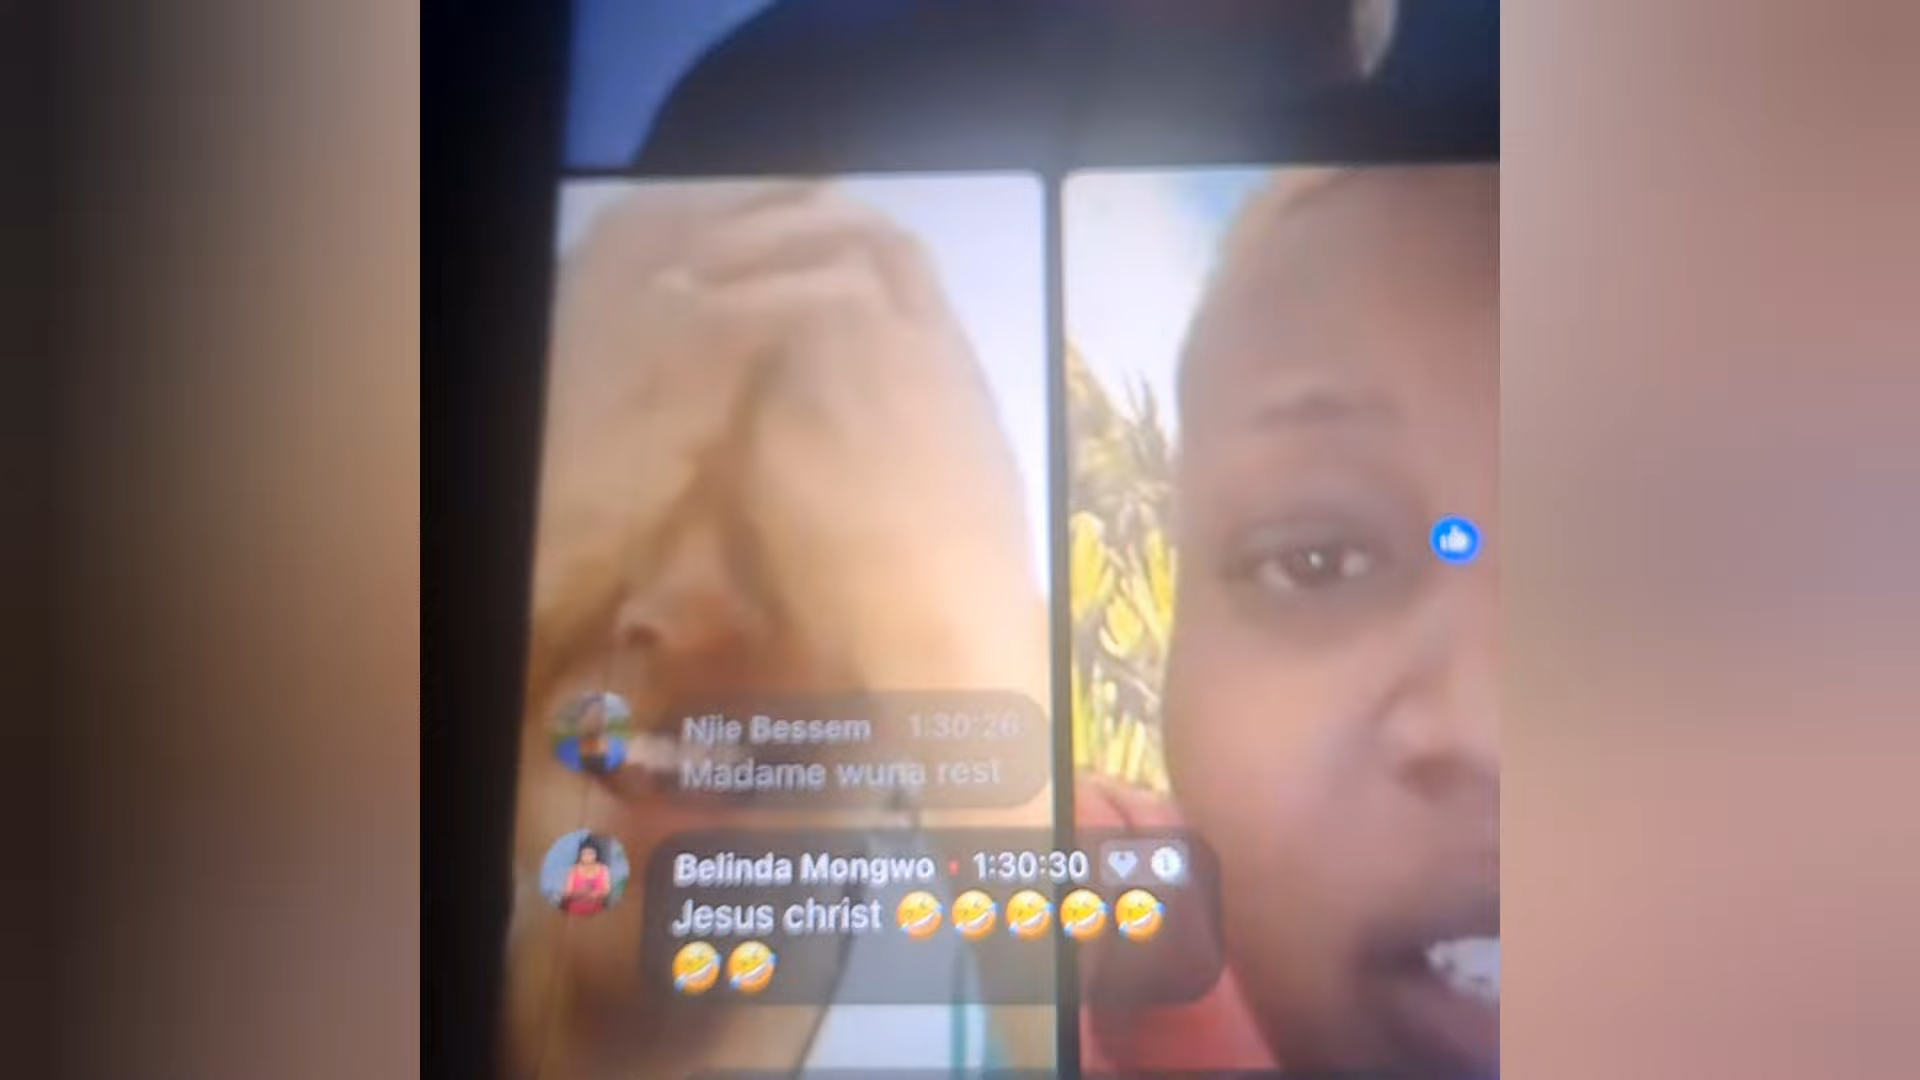 Njie Bessem 1:30:26
Madame wuna rest
Belinda Mongwo • 1:30:30
Jesus christ 🤣🤣🤣🤣🤣
🤣🤣